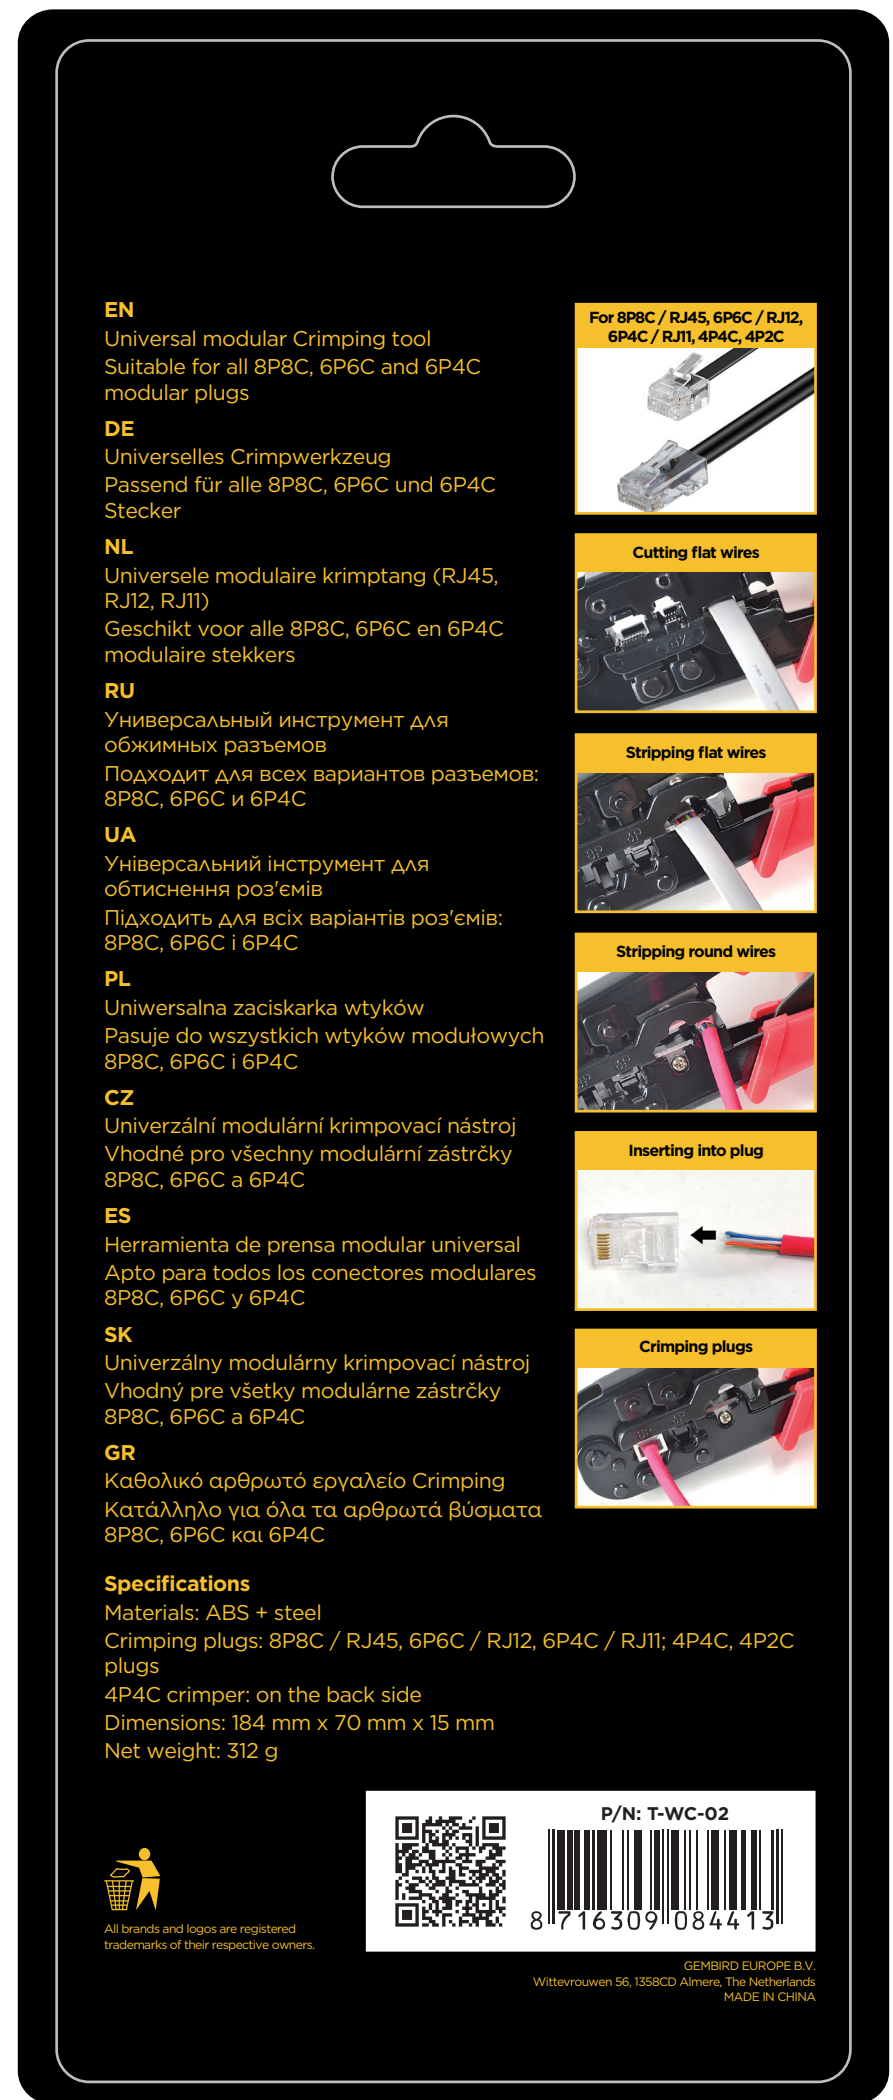 EN
Universal modular Crimping tool
Suitable for all 8P8C, 6P6C and 6P4C
modular plugs
DE
Universelles Crimpwerkzeug
Passend für alle 8P8C, 6P6C und 6P4C
Stecker
NL
Universele modulaire krimptang (RJ45,
RJ12, RJ11)
Geschikt voor alle 8P8C, 6P6C en 6P4C
modulaire stekkers
RU
Универсальный инструмент для
обжимных разъемов
Подходит для всех вариантов разъемов:
8P8C, 6P6C и 6P4C
UA
Універсальний інструмент для
обтиснення роз'ємів
Підходить для всіх варіантів роз'ємів:
8P8C, 6P6C і 6P4C
PL
Uniwersalna zaciskarka wtyków
Pasuje do wszystkich wtyków modułowych
8P8C, 6P6C i 6P4C
CZ
Univerzální modulární krimpovací nástroj
Vhodné pro všechny modulární zástrčky
8P8C, 6P6C a 6P4C
ES
Herramienta de prensa modular universal
Apto para todos los conectores modulares
8P8C, 6P6C y 6P4C
SK
Univerzálny modulárny krimpovací nástroj
Vhodný pre všetky modulárne zástrčky
8P8C, 6P6C a 6P4C
GR
Καθολικό αρθρωτό εργαλείο Crimping
Κατάλληλο για όλα τα αρθρωτά βύσματα
8P8C, 6P6C και 6P4C
For 8P8C / RJ45, 6P6C / RJ12,
6P4C / RJ11, 4P4C, 4P2C
Cutting flat wires
Stripping flat wires
8P 6P
Stripping round wires
Inserting into plug
Crimping plugs
Specifications
Materials: ABS + steel
Crimping plugs: 8P8C / RJ45, 6P6C / RJ12, 6P4C / RJ11; 4P4C, 4P2C
plugs
4P4C crimper: on the back side
Dimensions: 184 mm x 70 mm x 15 mm
Net weight: 312 g
P/N: T-WC-02
8 716309 084413
All brands and logos are registered
trademarks of their respective owners.
GEMBIRD EUROPE B.V.
Wittevrouwen 56, 1358CD Almere, The Netherlands
MADE IN CHINA